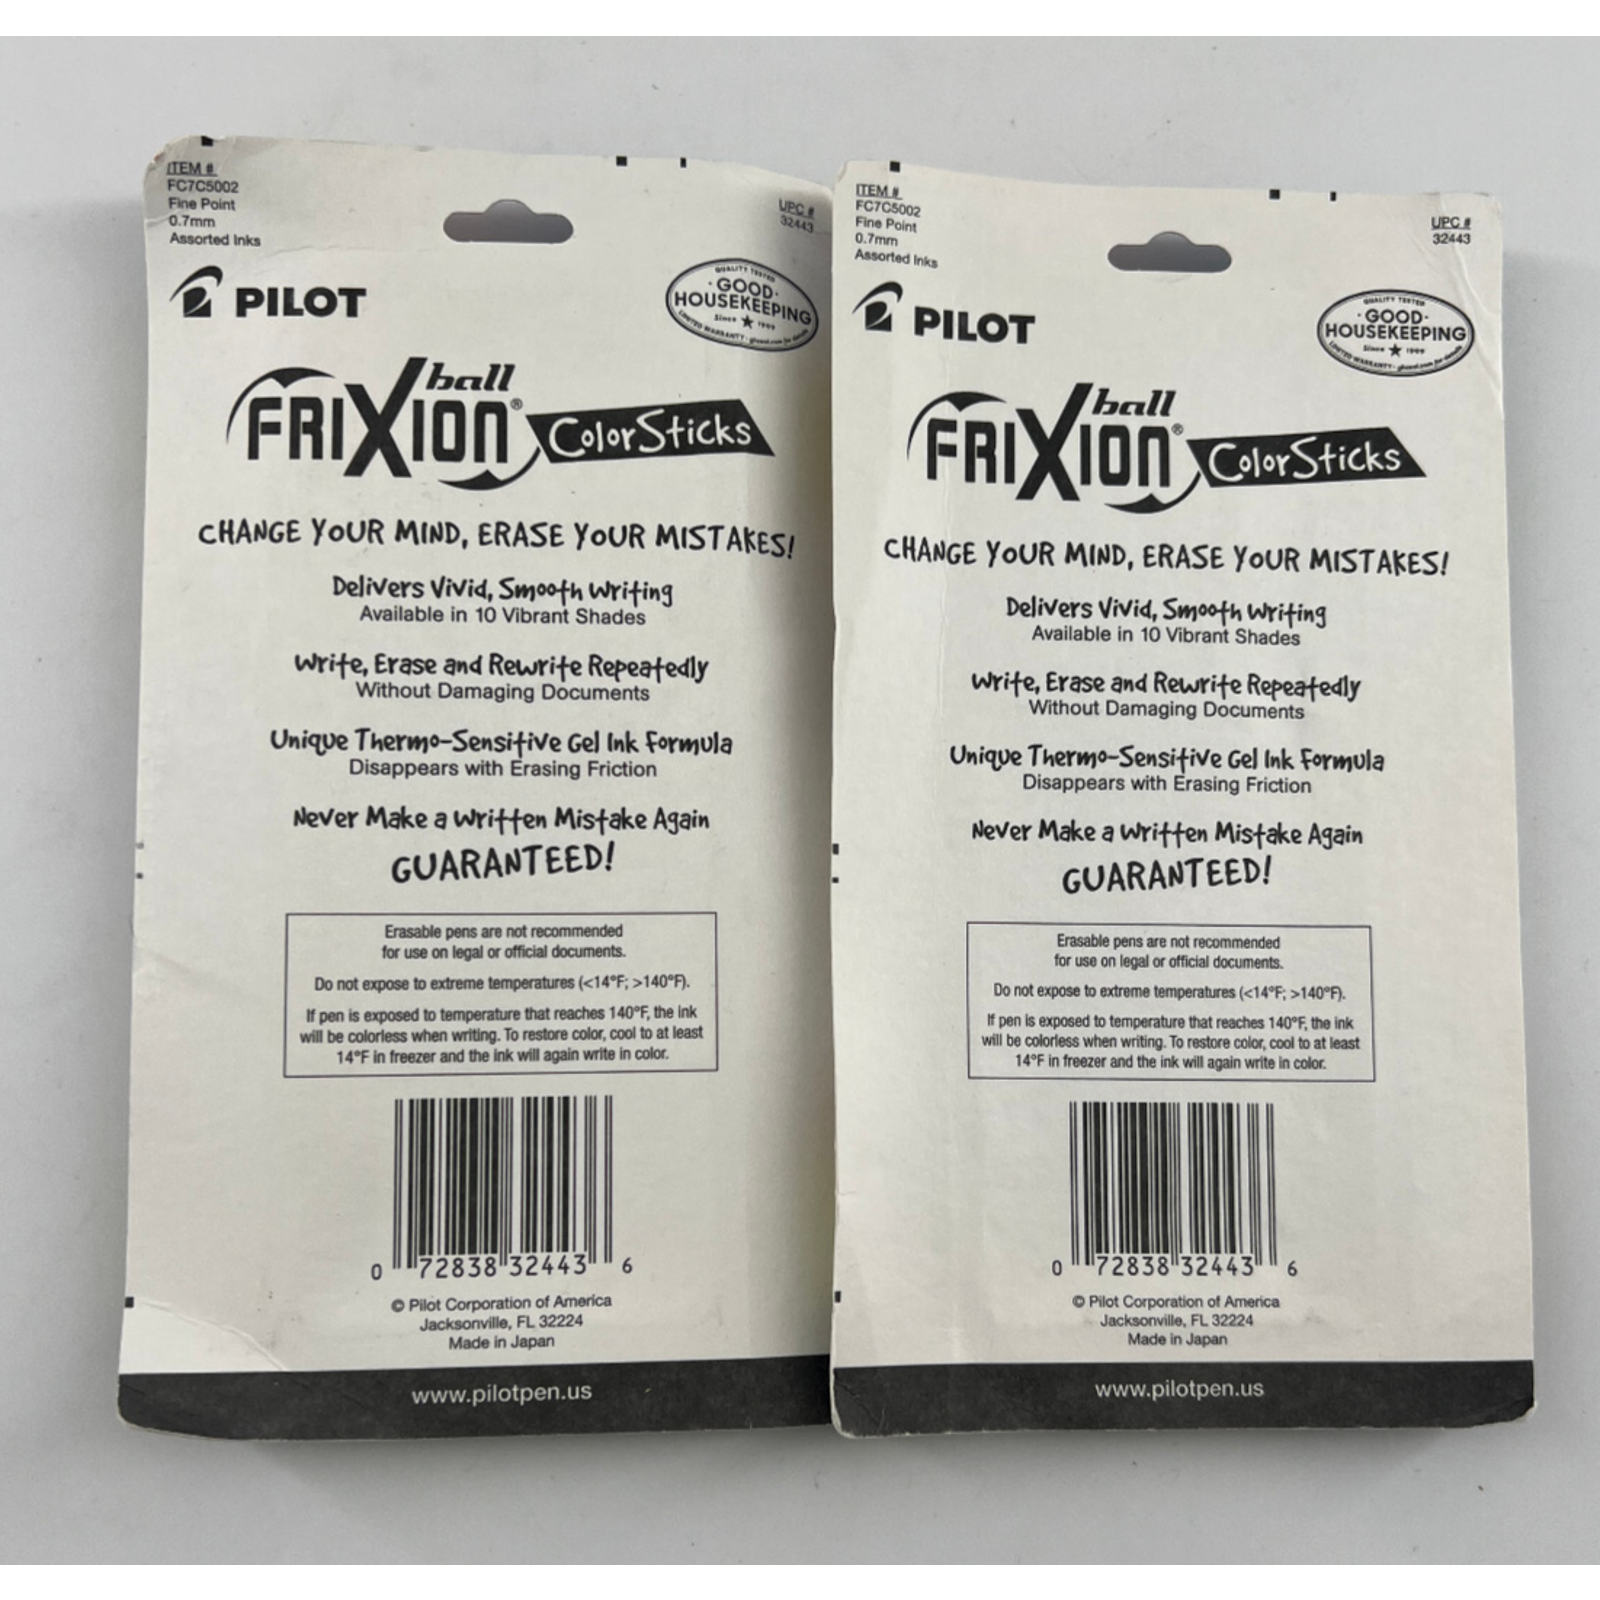 ITEM #
FC7C5002
Fine Point
0.7mm
Assorted Inks
UPC #
32443
PILOT
QUALITY TESTED
·GOOD·
HOUSEKEEPING
Since ★ 1909
LIMITED WARRANTY
ball
FRIXION®
ColorSticks
CHANGE YOUR MIND, ERASE YOUR MISTAKES!
Delivers Vivid, Smooth Writing
Available in 10 Vibrant Shades
Write, Erase and Rewrite Repeatedly
Without Damaging Documents
Unique Thermo-Sensitive Gel Ink Formula
Disappears with Erasing Friction
Never Make a Written Mistake Again
GUARANTEED!
Erasable pens are not recommended
for use on legal or official documents.
Do not expose to extreme temperatures (<14°F; >140°F).
If pen is exposed to temperature that reaches 140°F, the ink
will be colorless when writing. To restore color, cool to at least
14°F in freezer and the ink will again write in color.
0 72838 32443 6
© Pilot Corporation of America
Jacksonville, FL 32224
Made in Japan
www.pilotpen.us
ITEM #
FC7C5002
Fine Point
0.7mm
Assorted Inks
UPC #
32443
PILOT
QUALITY TESTED
·GOOD·
HOUSEKEEPING
Since ★ 1909
LIMITED WARRANTY
ball
FRIXION®
ColorSticks
CHANGE YOUR MIND, ERASE YOUR MISTAKES!
Delivers Vivid, Smooth Writing
Available in 10 Vibrant Shades
Write, Erase and Rewrite Repeatedly
Without Damaging Documents
Unique Thermo-Sensitive Gel Ink Formula
Disappears with Erasing Friction
Never Make a Written Mistake Again
GUARANTEED!
Erasable pens are not recommended
for use on legal or official documents.
Do not expose to extreme temperatures (<14°F; >140°F).
If pen is exposed to temperature that reaches 140°F, the ink
will be colorless when writing. To restore color, cool to at least
14°F in freezer and the ink will again write in color.
0 72838 32443 6
© Pilot Corporation of America
Jacksonville, FL 32224
Made in Japan
www.pilotpen.us